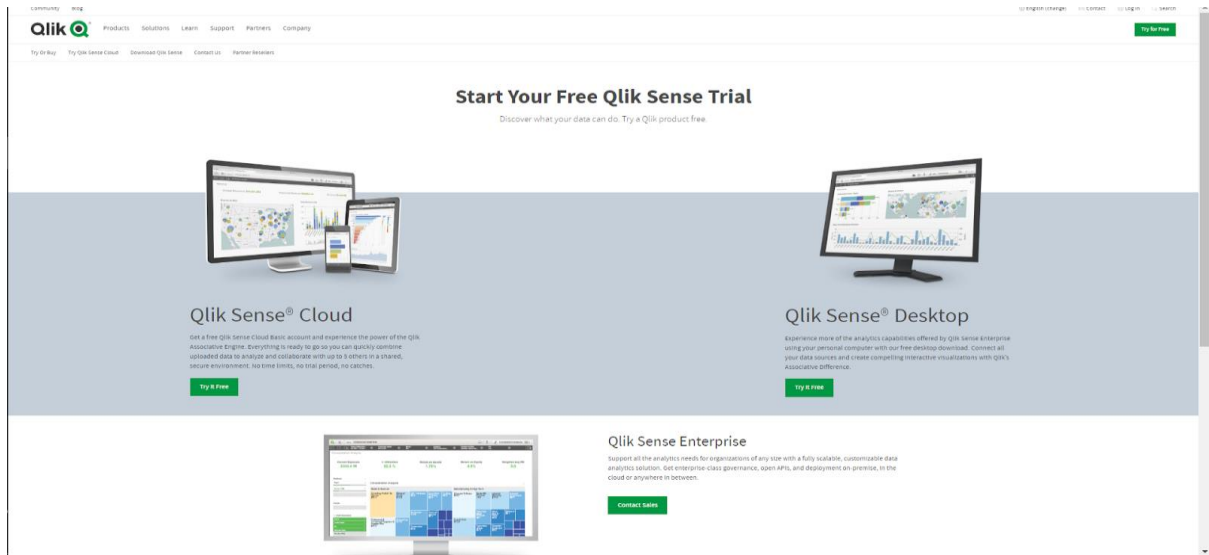 Community Blog
English (change) Contact Log In Search
Qlik Q Products Solutions Learn Support Partners Company
Try for Free
Try Or Buy Try Qlik Sense Cloud Download Qlik Sense Contact Us Partner Resellers
Start Your Free Qlik Sense Trial
Discover what your data can do. Try a Qlik product free.
Qlik Sense® Cloud
Get a free Qlik Sense Cloud Basic account and experience the power of the Qlik
Associative Engine. Everything is ready to go so you can quickly combine
uploaded data to analyze and collaborate with up to 5 others in a shared,
secure environment. No time limits, no trial period, no catches.
Try It Free
Qlik Sense® Desktop
Experience more of the analytics capabilities offered by Qlik Sense Enterprise
using your personal computer with our free desktop download. Connect all
your data sources and create compelling interactive visualizations with Qlik's
Associative Difference.
Try It Free
Qlik Sense Enterprise
Support all the analytics needs for organizations of any size with a fully scalable, customizable data
analytics solution. Get enterprise-class governance, open APIs, and deployment on-premise, in the
cloud or anywhere in between.
Contact Sales